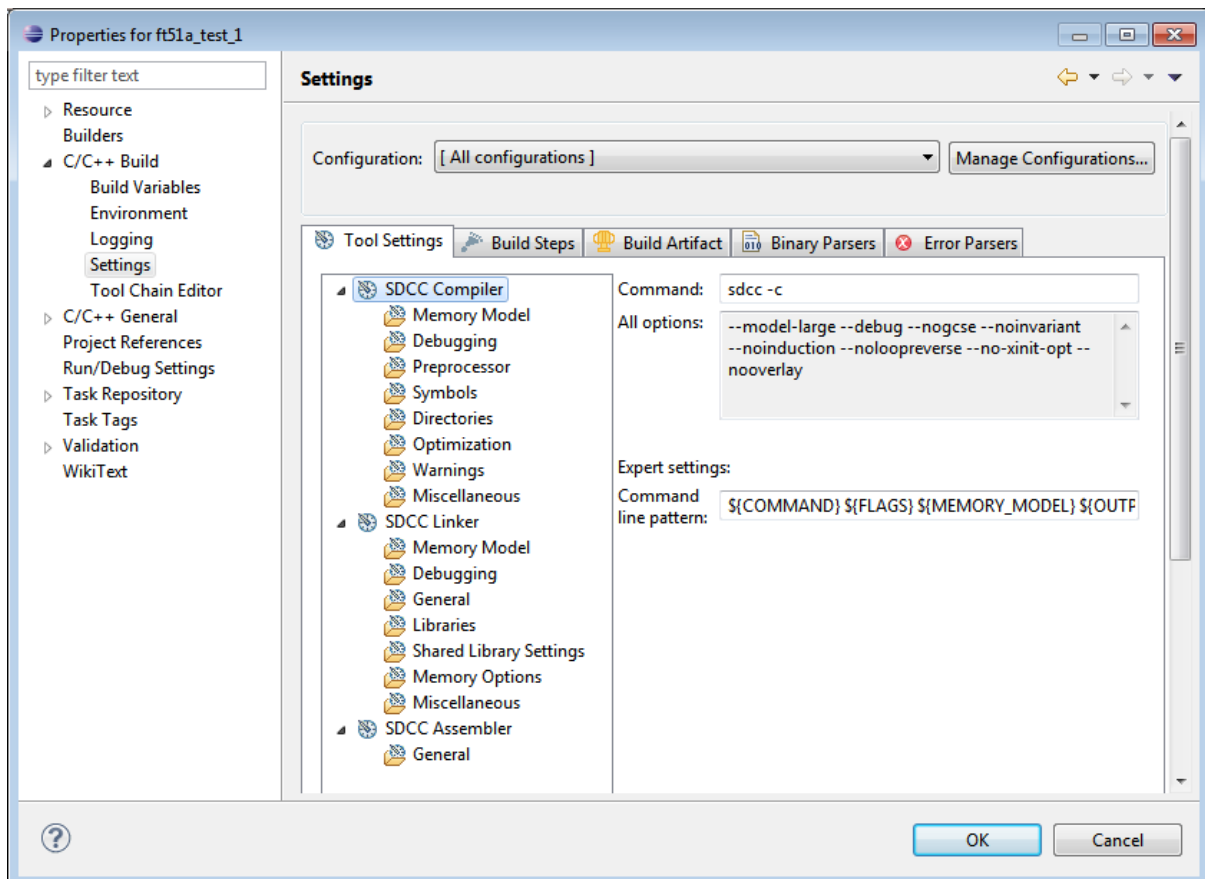 Properties for ft51a_test_1
type filter text
Resource
Builders
C/C++ Build
Build Variables
Environment
Logging
Settings
Tool Chain Editor
C/C++ General
Project References
Run/Debug Settings
Task Repository
Task Tags
Validation
WikiText
Settings
Configuration: [ All configurations ] Manage Configurations...
Tool Settings Build Steps Build Artifact Binary Parsers Error Parsers
SDCC Compiler
Memory Model
Debugging
Preprocessor
Symbols
Directories
Optimization
Warnings
Miscellaneous
SDCC Linker
Memory Model
Debugging
General
Libraries
Shared Library Settings
Memory Options
Miscellaneous
SDCC Assembler
General
Command: sdcc -c
All options: --model-large --debug --nogcse --noinvariant
--noinduction --noloopreverse --no-xinit-opt --
nooverlay
Expert settings:
Command
line pattern: ${COMMAND} ${FLAGS} ${MEMORY_MODEL} ${OUTP
OK Cancel